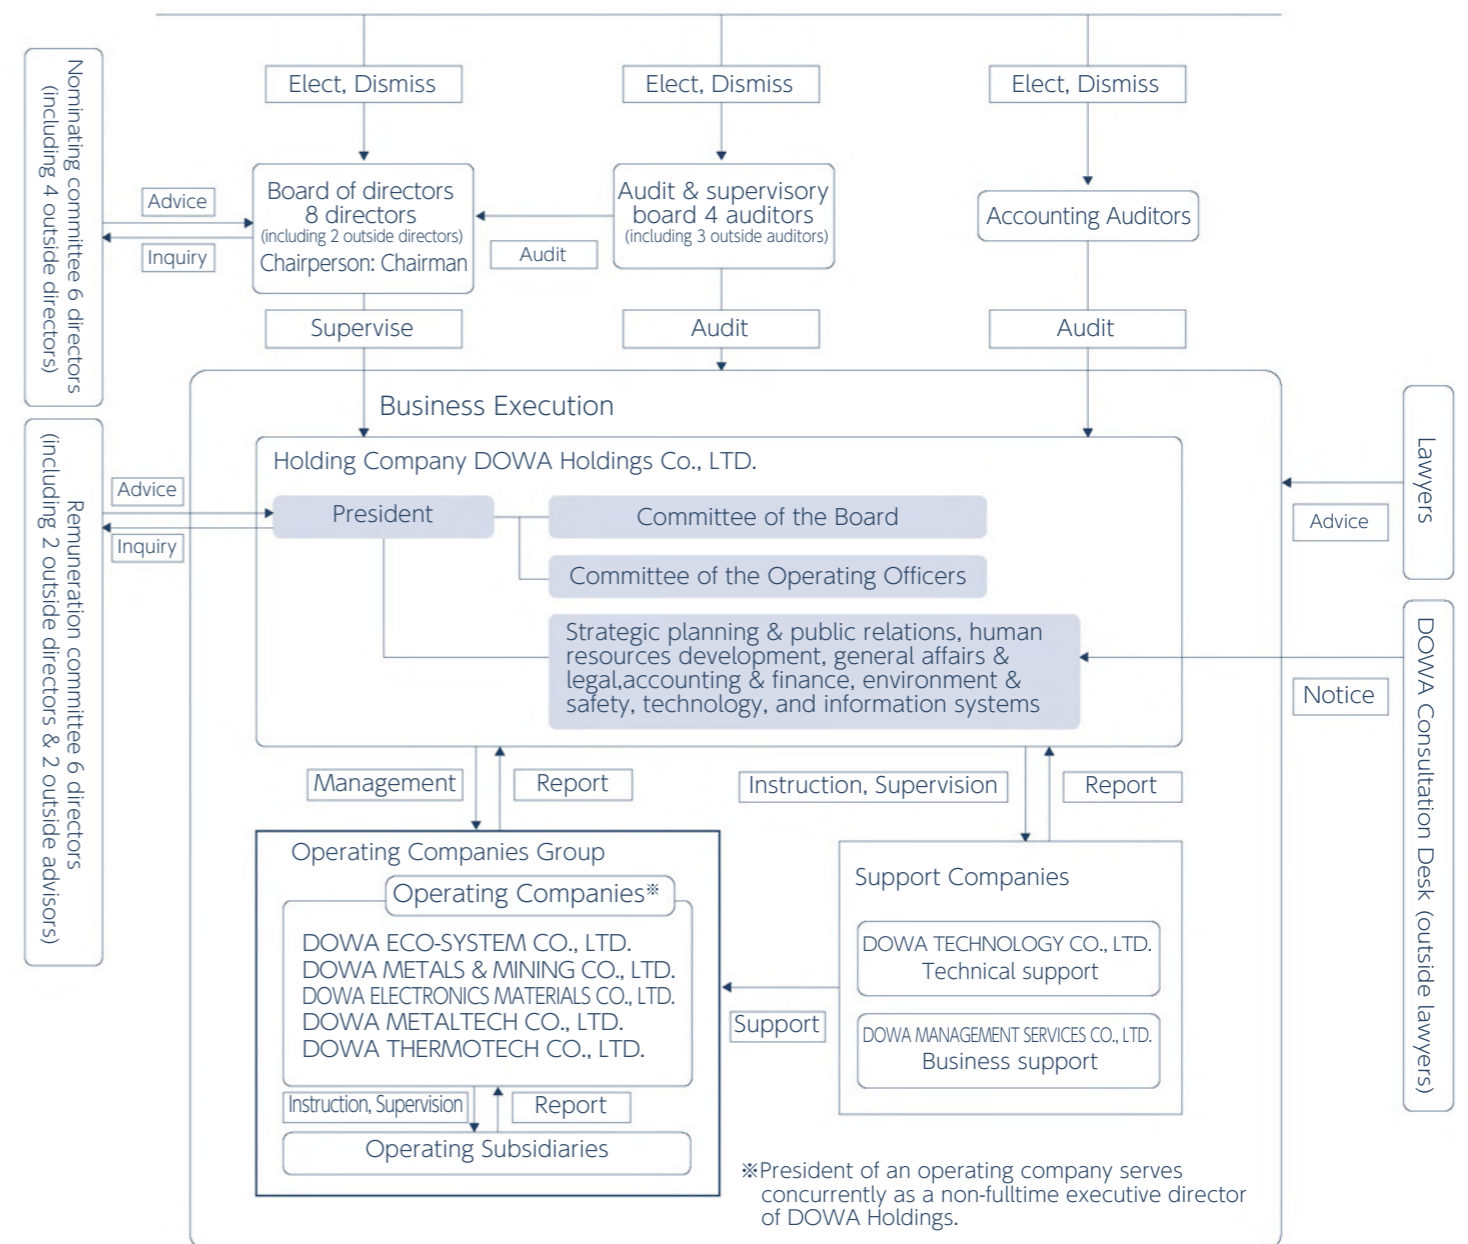 Elect, Dismiss
Elect, Dismiss
Elect, Dismiss
Nominating committee 6 directors
(including 4 outside directors)
Advice
Inquiry
Board of directors
8 directors
(including 2 outside directors)
Chairperson: Chairman
Audit
Audit & supervisory
board 4 auditors
(including 3 outside auditors)
Accounting Auditors
Supervise
Audit
Audit
Business Execution
Remuneration committee 6 directors
(including 2 outside directors & 2 outside advisors)
Advice
Inquiry
Holding Company DOWA Holdings Co., LTD.
President
Committee of the Board
Committee of the Operating Officers
Strategic planning & public relations, human
resources development, general affairs &
legal,accounting & finance, environment &
safety, technology, and information systems
Lawyers
Advice
DOWA Consultation Desk (outside lawyers)
Notice
Management
Report
Instruction, Supervision
Report
Operating Companies Group
Operating Companies※
DOWA ECO-SYSTEM CO., LTD.
DOWA METALS & MINING CO., LTD.
DOWA ELECTRONICS MATERIALS CO., LTD.
DOWA METALTECH CO., LTD.
DOWA THERMOTECH CO., LTD.
Instruction, Supervision
Report
Operating Subsidiaries
Support
Support Companies
DOWA TECHNOLOGY CO., LTD.
Technical support
DOWA MANAGEMENT SERVICES CO., LTD.
Business support
※President of an operating company serves
concurrently as a non-fulltime executive director
of DOWA Holdings.